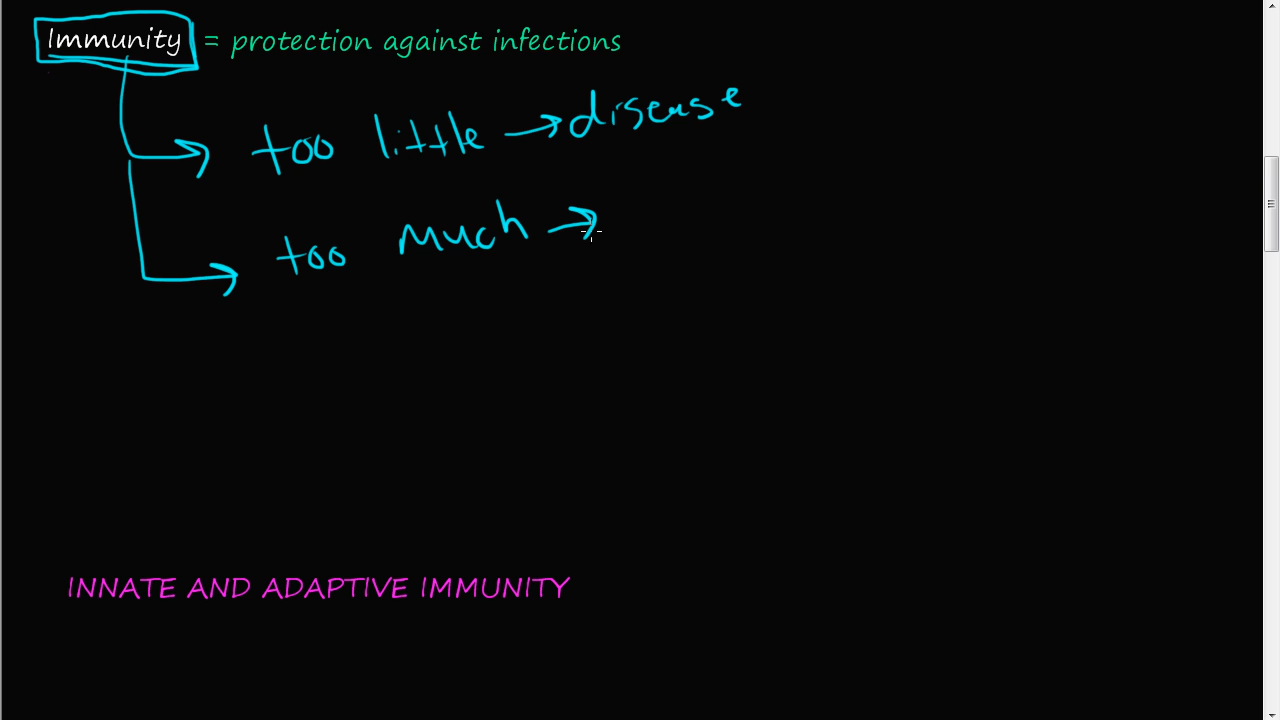 Immunity = protection against infections
too little → disease
too much →
INNATE AND ADAPTIVE IMMUNITY